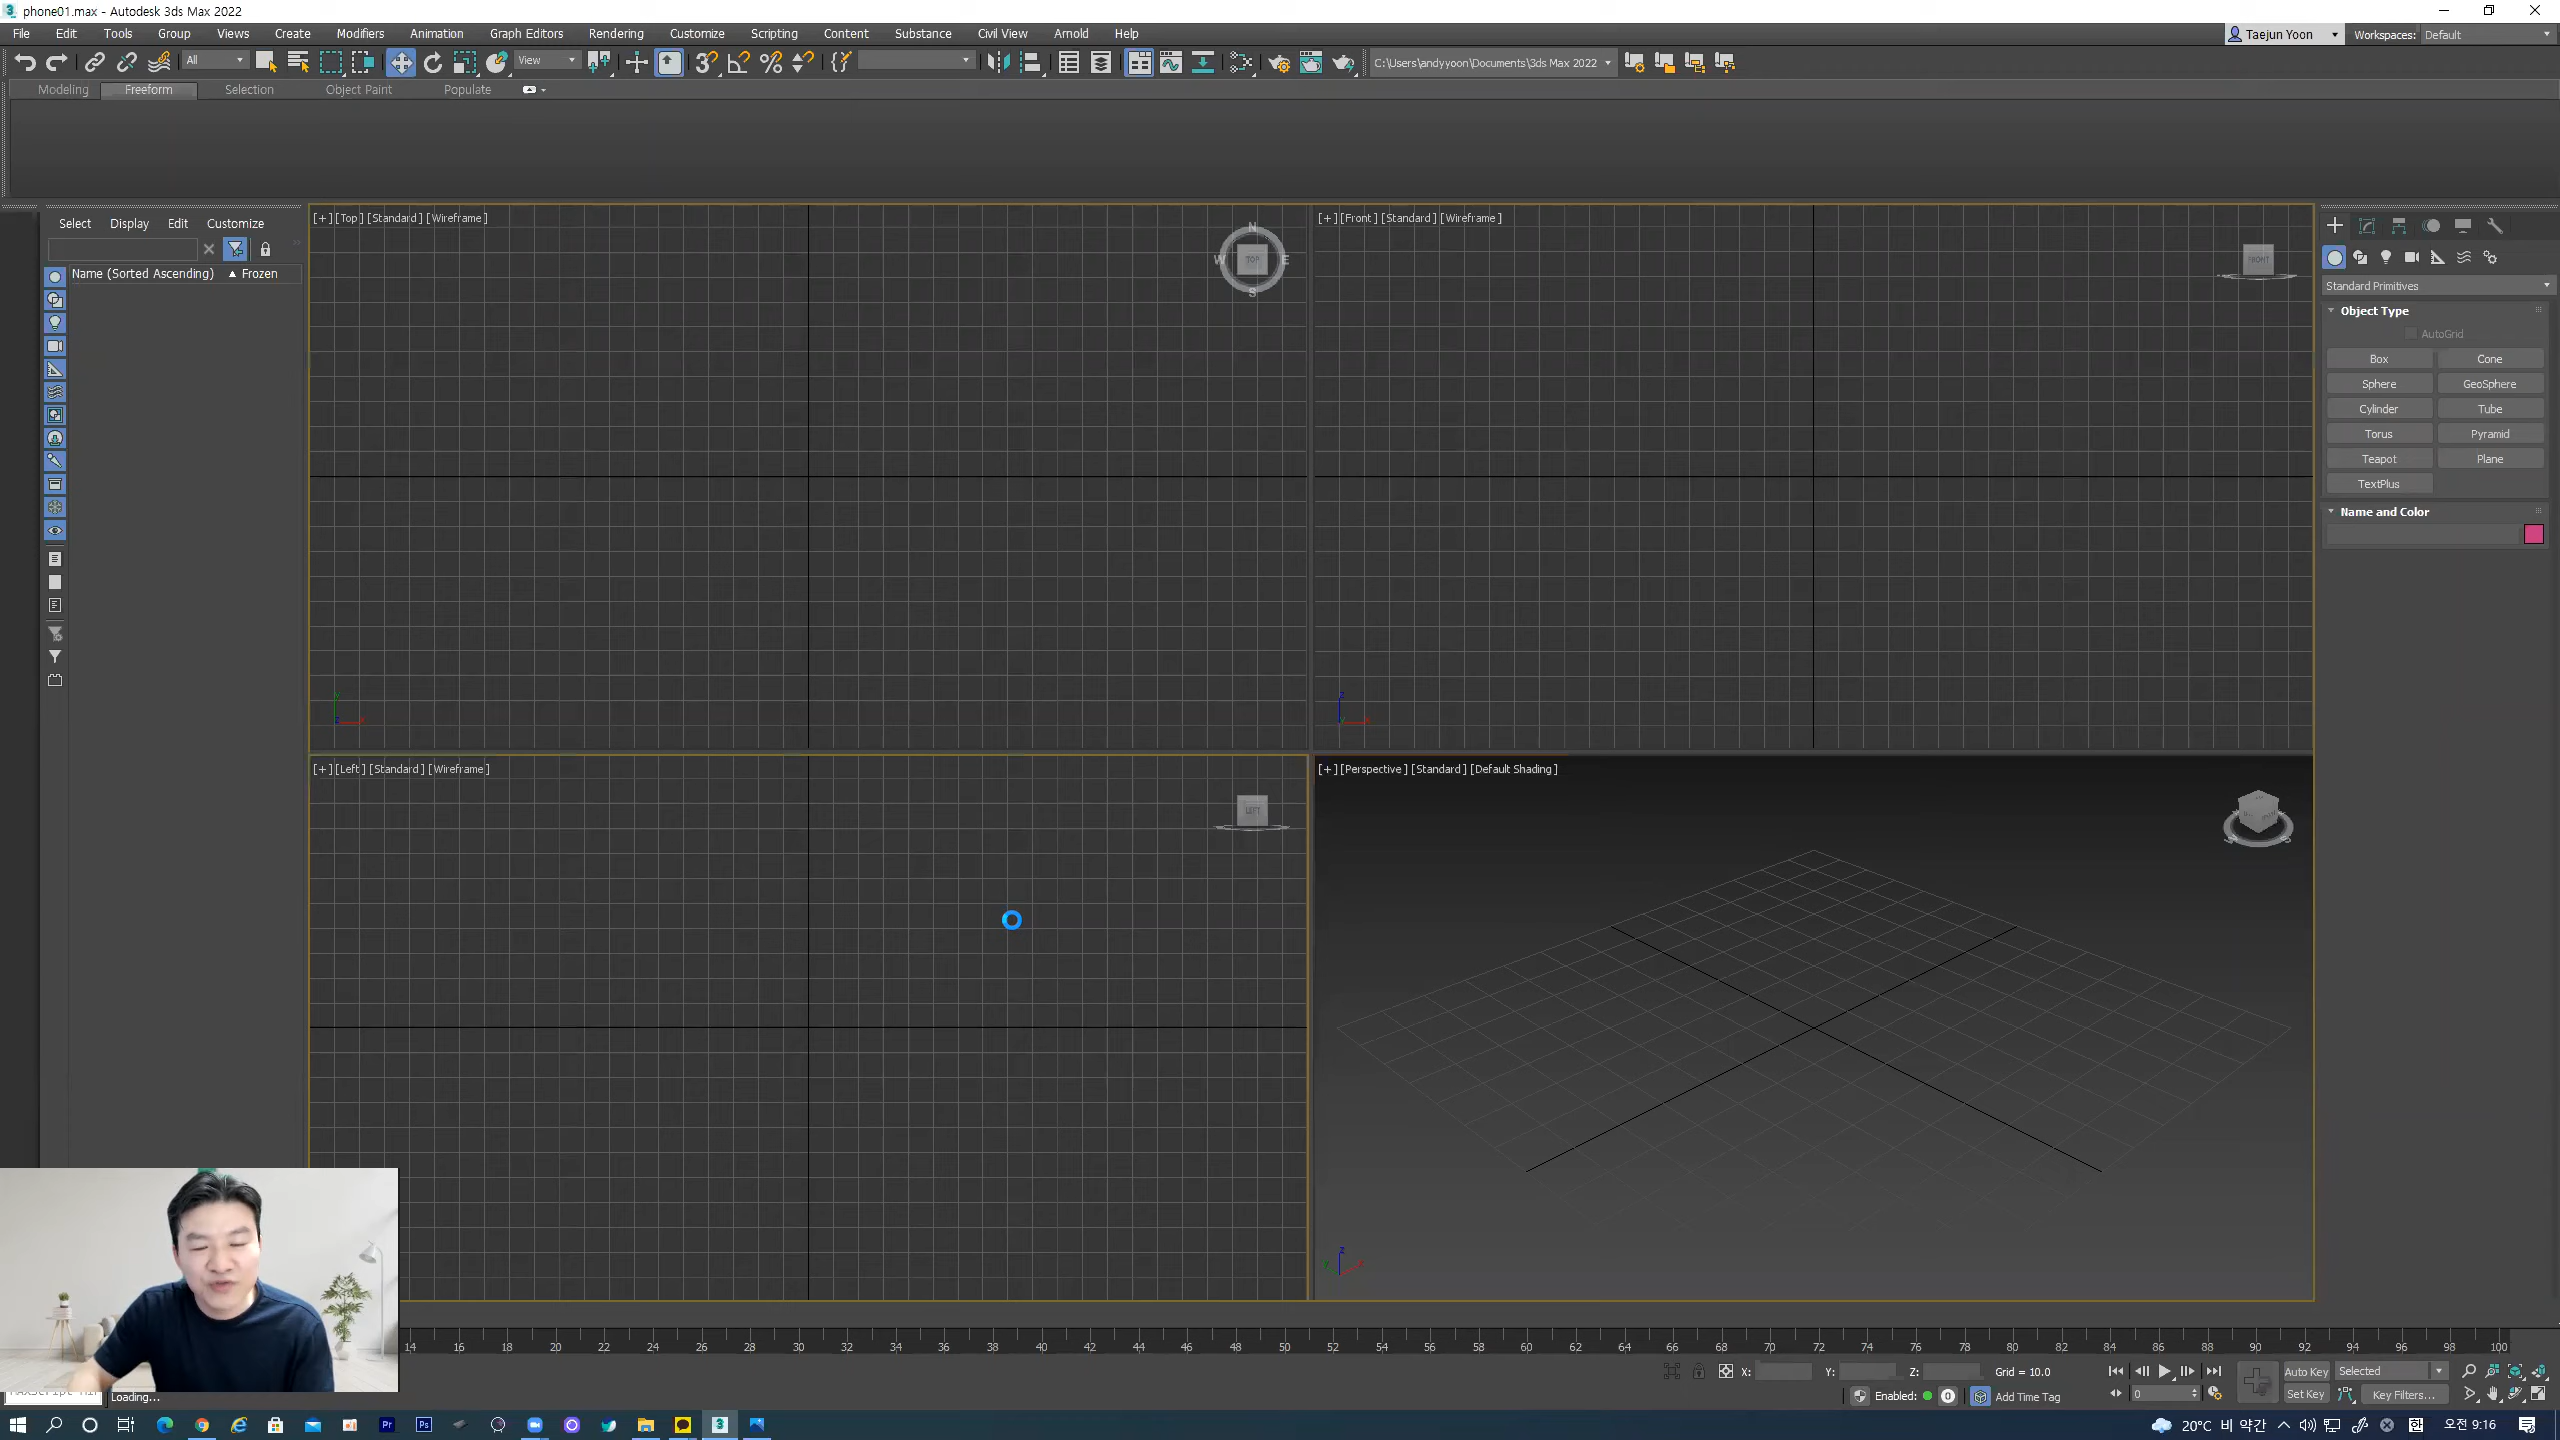 phone01.max - Autodesk 3ds Max 2022
File Edit Tools Group Views Create Modifiers Animation Graph Editors Rendering Customize Scripting Content Substance Civil View Arnold Help
Taejun Yoon Workspaces: Default
All View C:\Users\andyyoon\Documents\3ds Max 2022
Modeling Freeform Selection Object Paint Populate
Select Display Edit Customize
Name (Sorted Ascending) ▲ Frozen
[+] [Top] [Standard] [Wireframe]
N
W TOP E
S
[+] [Front] [Standard] [Wireframe]
FRONT
[+] [Left] [Standard] [Wireframe]
LEFT
[+] [Perspective] [Standard] [Default Shading]
Standard Primitives
Object Type
AutoGrid
Box Cone
Sphere GeoSphere
Cylinder Tube
Torus Pyramid
Teapot Plane
TextPlus
Name and Color
14 16 18 20 22 24 26 28 30 32 34 36 38 40 42 44 46 48 50 52 54 56 58 60 62 64 66 68 70 72 74 76 78 80 82 84 86 88 90 92 94 96 98 100
X: Y: Z: Grid = 10.0 Auto Key Selected
Loading... Enabled: Add Time Tag 0 Set Key Key Filters...
20°C 비 약간 한 오전 9:16